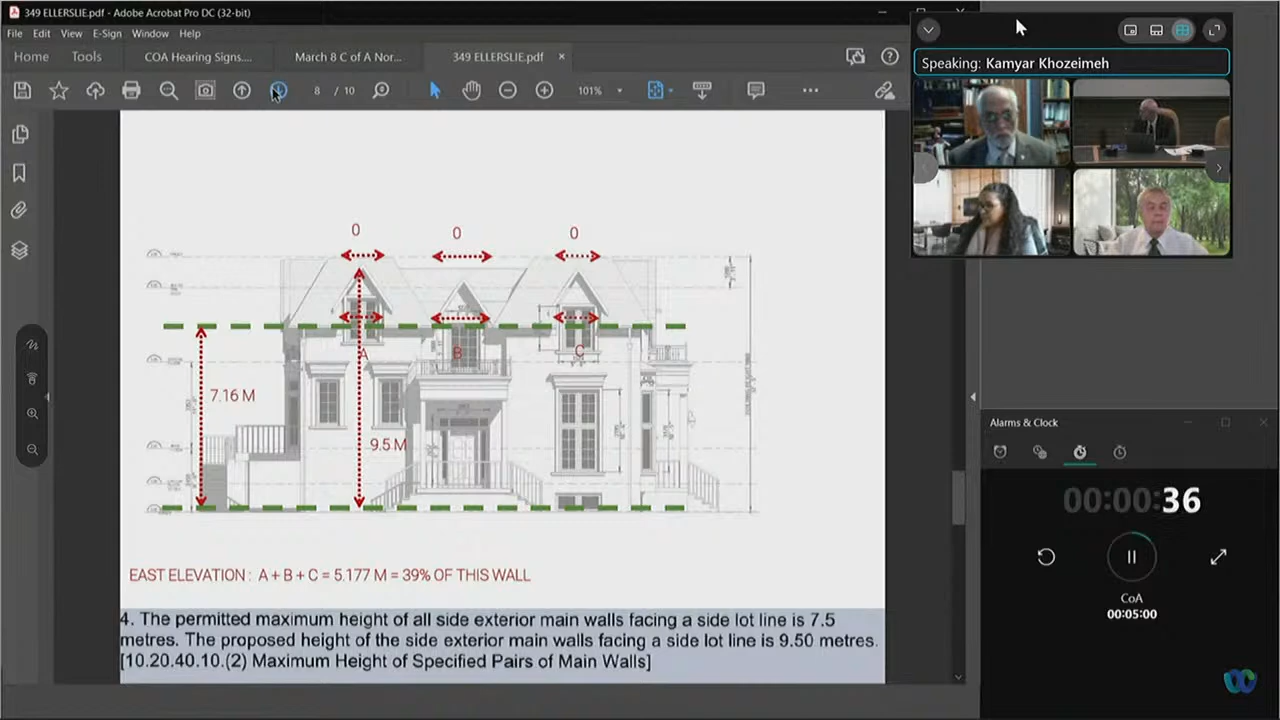 349 ELLERSLIE.pdf - Adobe Acrobat Pro DC (32-bit)
File Edit View E-Sign Window Help
Home Tools COA Hearing Signs.... March 8 C of A Nor... 349 ELLERSLIE.pdf ×
8 / 10 101%
Speaking: Kamyar Khozeimeh
0 0 0
A B C
7.16 M
9.5 M
EAST ELEVATION : A + B + C = 5.177 M = 39% OF THIS WALL
4. The permitted maximum height of all side exterior main walls facing a side lot line is 7.5
metres. The proposed height of the side exterior main walls facing a side lot line is 9.50 metres.
[10.20.40.10.(2) Maximum Height of Specified Pairs of Main Walls]
Alarms & Clock
00:00:36
CoA
00:05:00